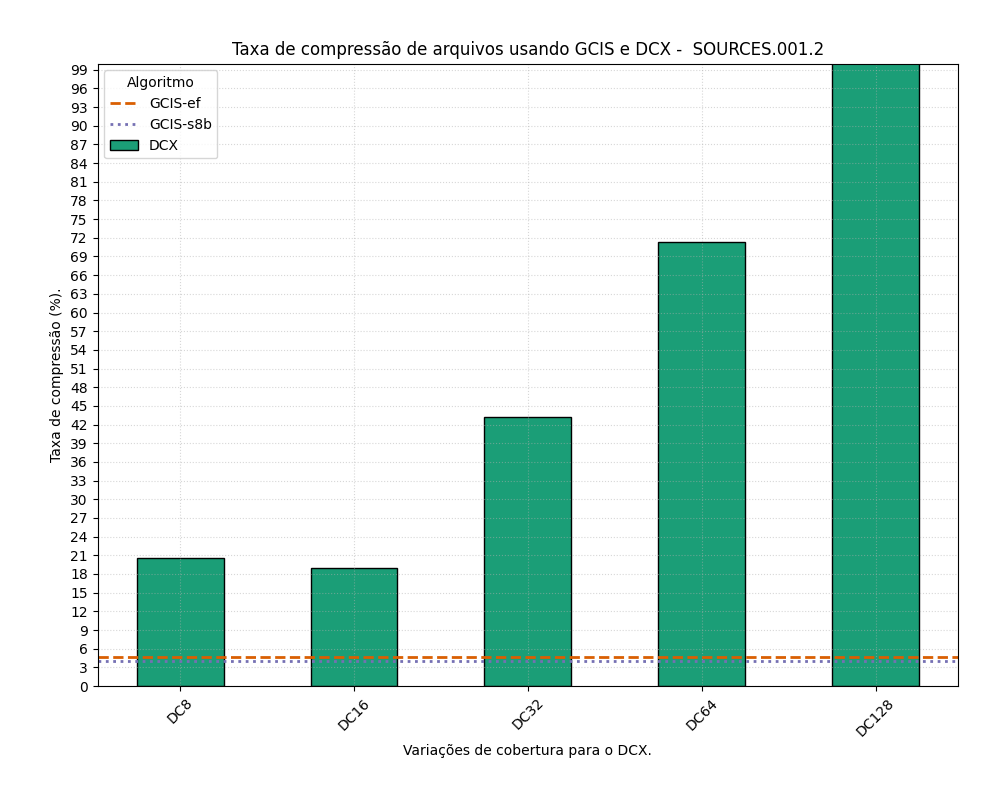 Taxa de compressão de arquivos usando GCIS e DCX -  SOURCES.001.2
Algoritmo
GCIS-ef
GCIS-s8b
DCX
Taxa de compressão (%).
99
96
93
90
87
84
81
78
75
72
69
66
63
60
57
54
51
48
45
42
39
36
33
30
27
24
21
18
15
12
9
6
3
0
DC8
DC16
DC32
DC64
DC128
Variações de cobertura para o DCX.